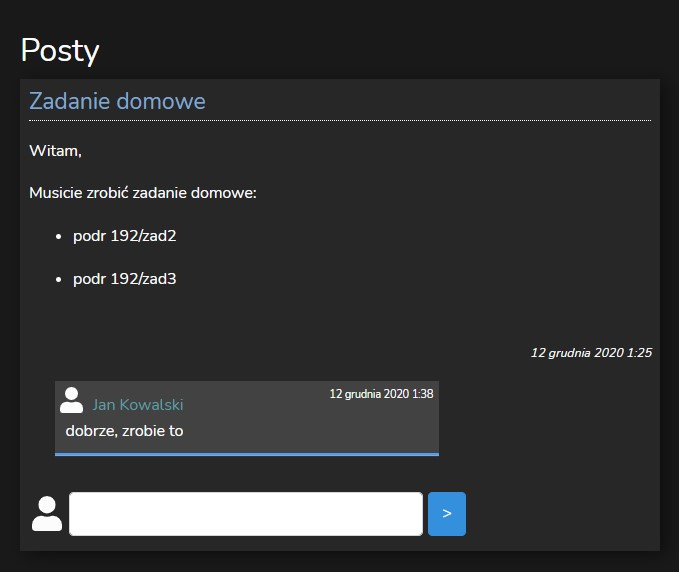 Posty
Zadanie domowe
Witam,
Musicie zrobić zadanie domowe:
• podr 192/zad2
• podr 192/zad3
12 grudnia 2020 1:25
Jan Kowalski
12 grudnia 2020 1:38
dobrze, zrobie to
>